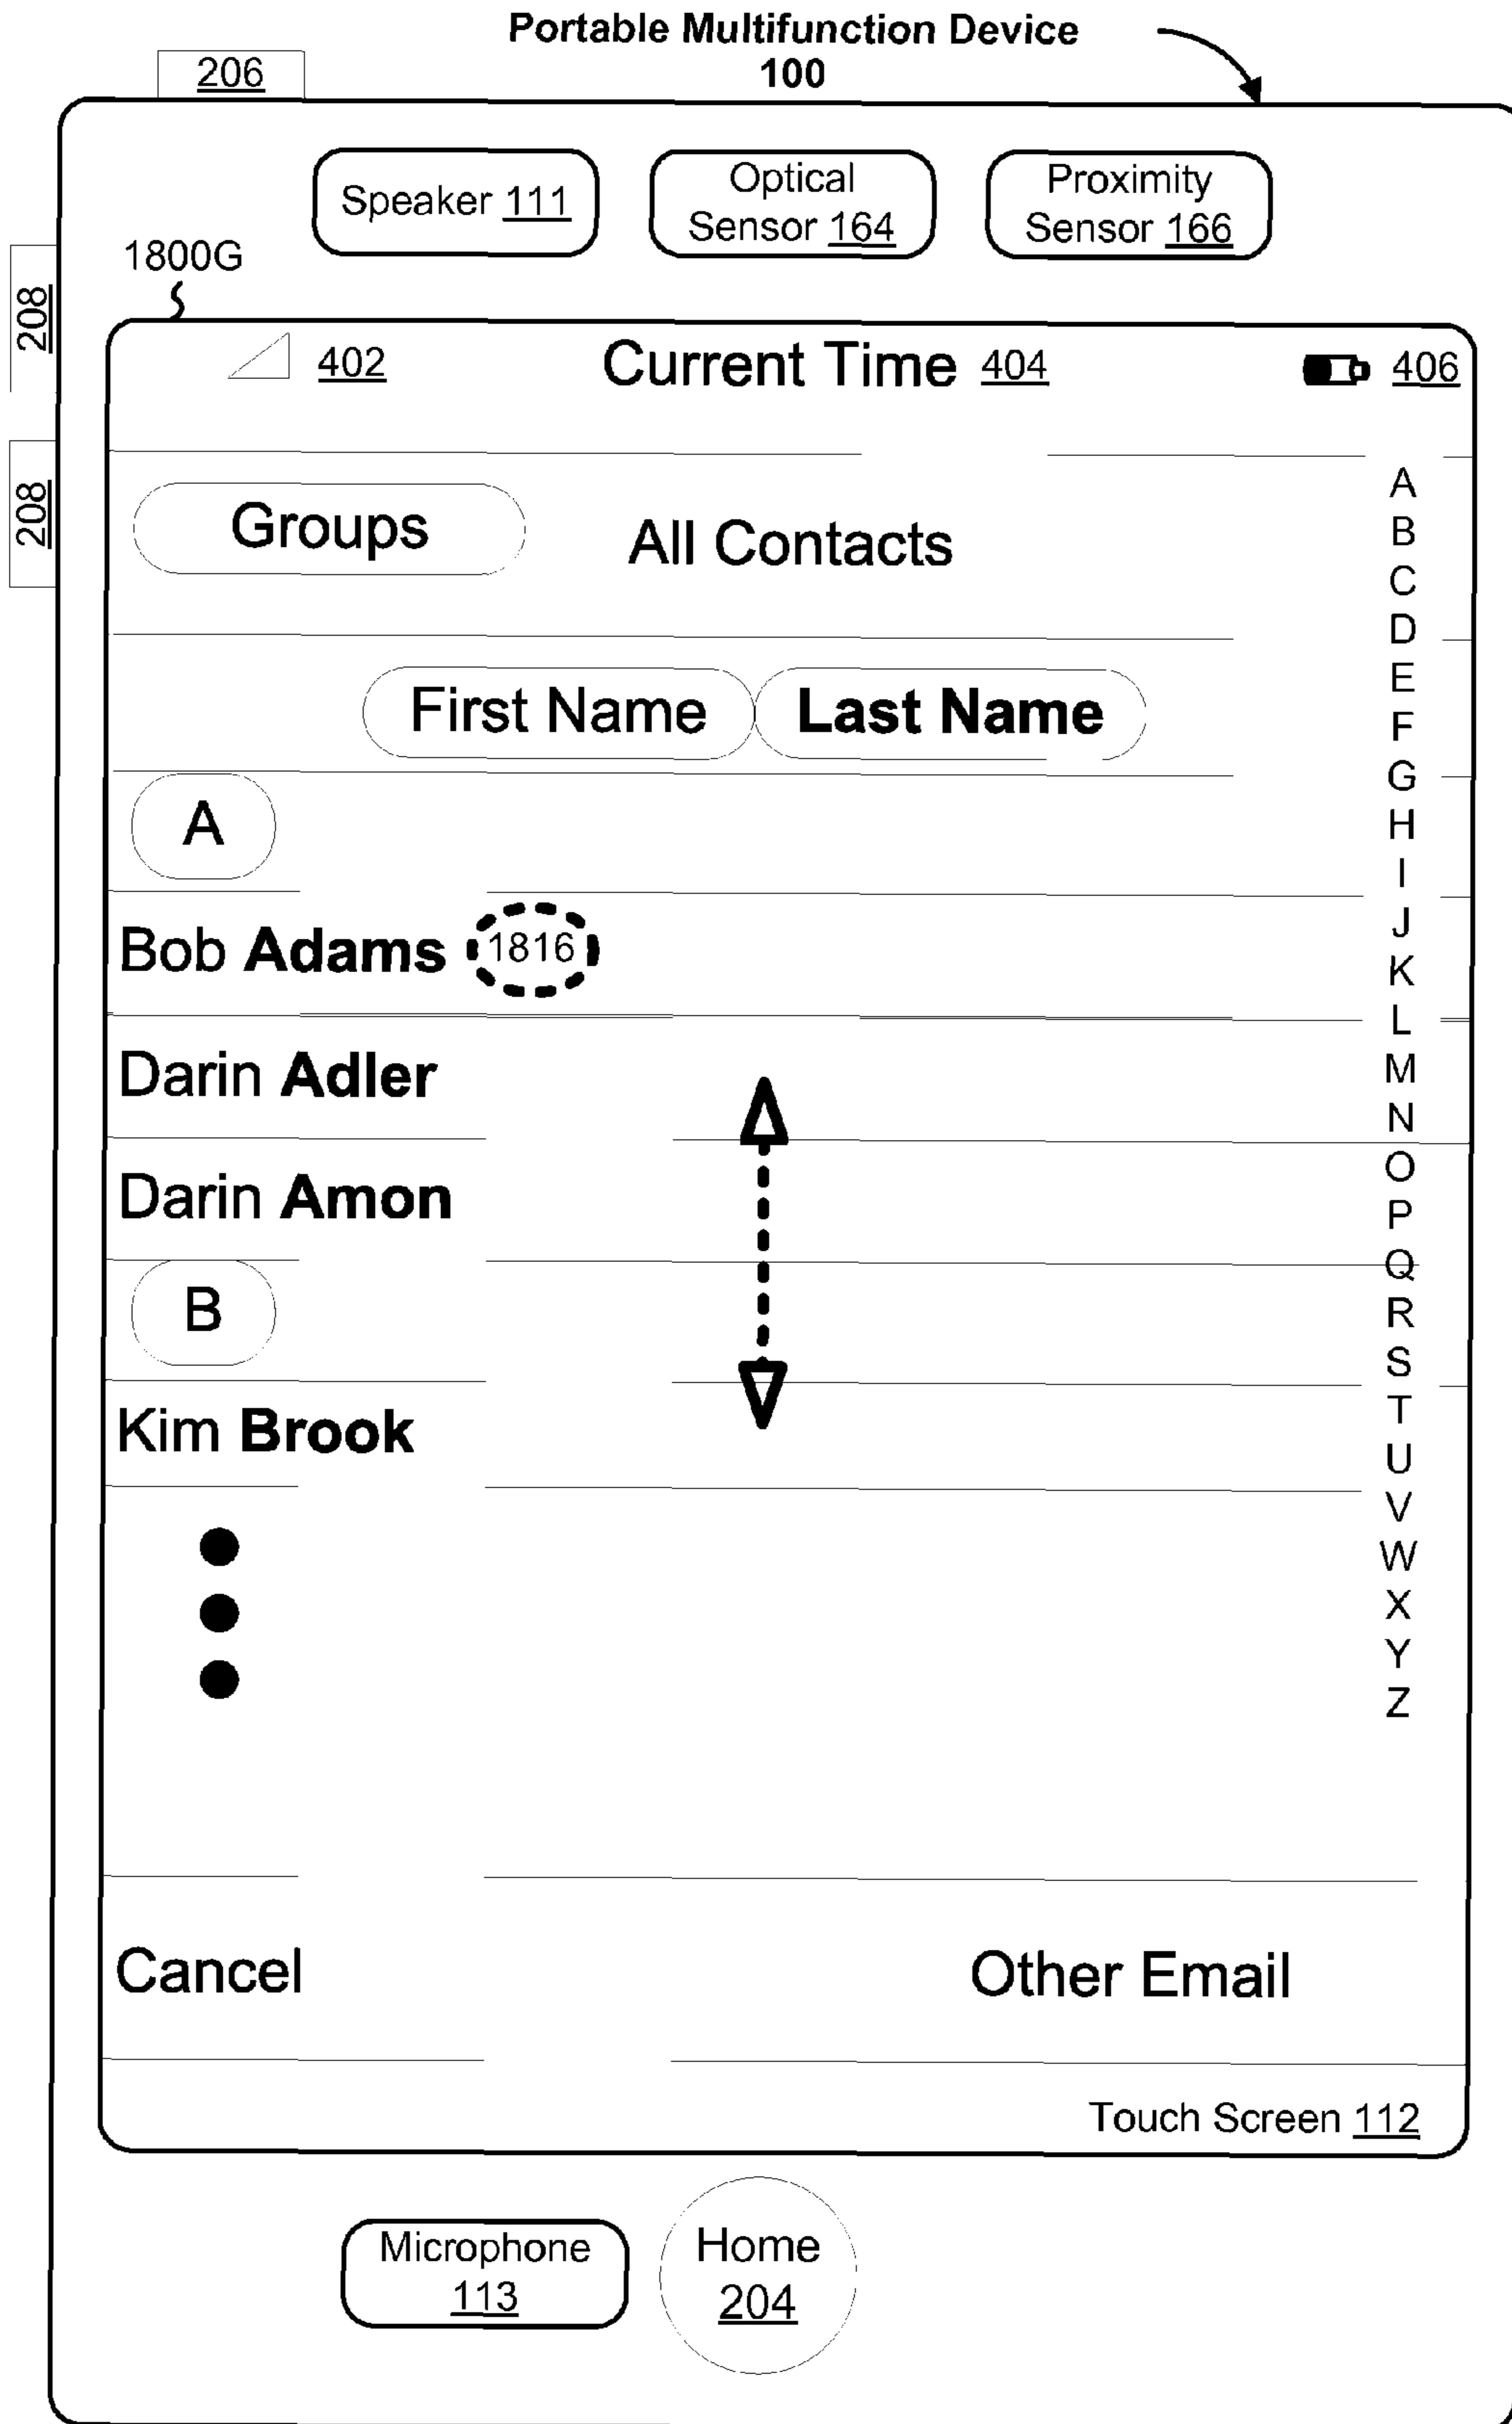 Portable Multifunction Device
100
206
Speaker 111
Optical
Sensor 164
Proximity
Sensor 166
1800G
208
208
402
Current Time 404
406
Groups
All Contacts
First Name
Last Name
A
Bob Adams
1816
Darin Adler
Darin Amon
B
Kim Brook
A
B
C
D
E
F
G
H
I
J
K
L
M
N
O
P
Q
R
S
T
U
V
W
X
Y
Z
Cancel
Other Email
Touch Screen 112
Microphone
113
Home
204